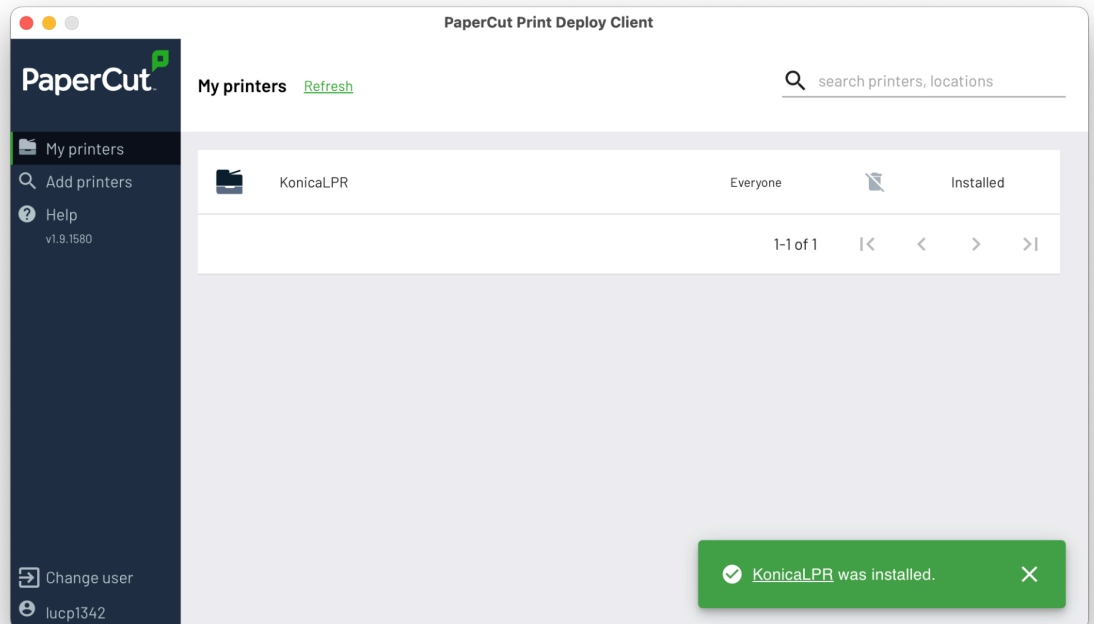 PaperCut Print Deploy Client
PaperCut
My printers Refresh
search printers, locations
My printers
Add printers
Help
v1.9.1580
KonicaLPR Everyone Installed
1-1 of 1
KonicaLPR was installed.
Change user
lucp1342